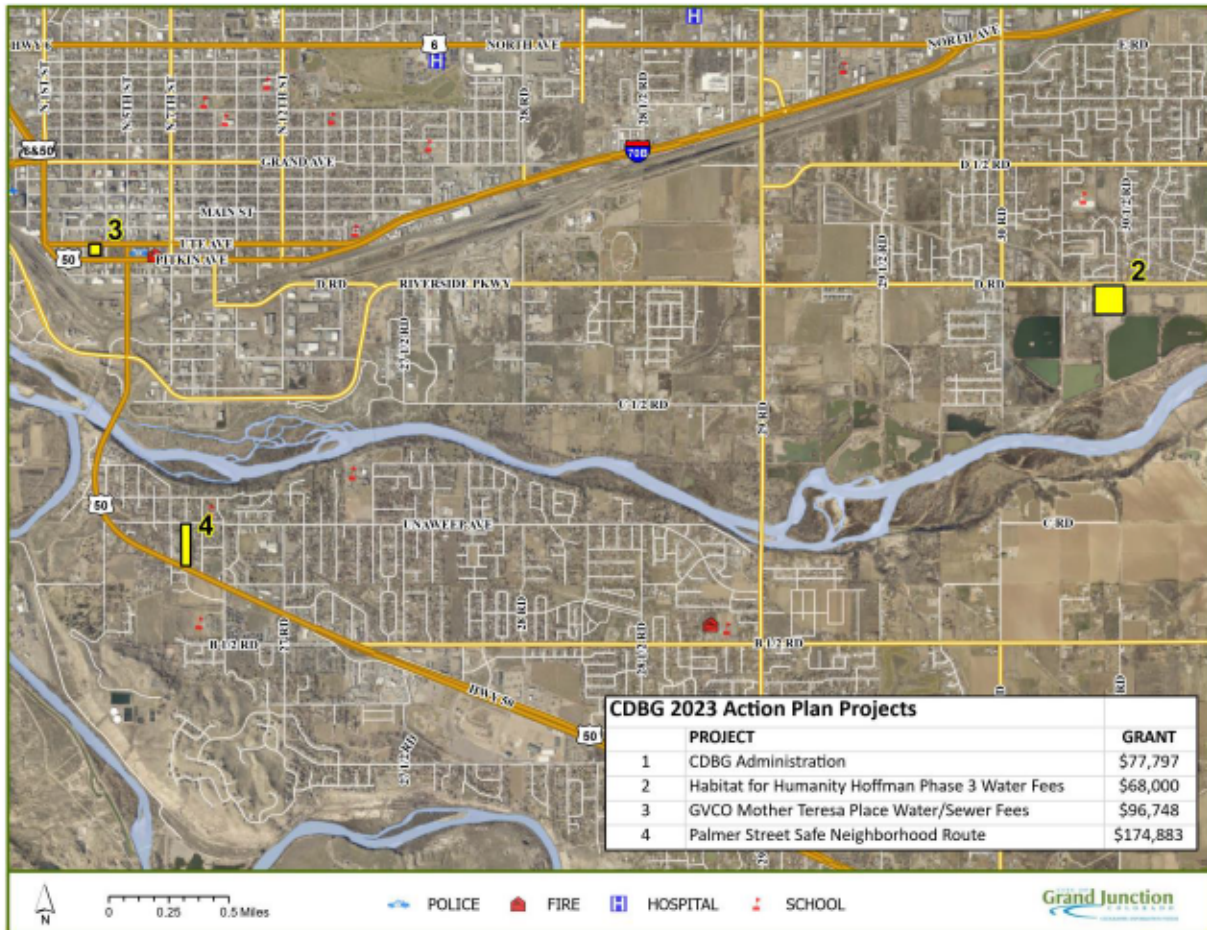 HWY 6
6
NORTH AVE
NORTH AVE
E RD
N. 1ST ST
N. 5TH ST
N. 7TH ST
N. 12TH ST
28 RD
28 1/2 RD
6&50
GRAND AVE
70B
D 1/2 RD
MAIN ST
30 RD
30 1/2 RD
29 1/2 RD
3
UTE AVE
50
PITKIN AVE
2
D RD
RIVERSIDE PKWY
D RD
27 1/2 RD
C 1/2 RD
29 RD
50
4
UNAWEEP AVE
C RD
28 RD
27 RD
B 1/2 RD
28 1/2 RD
B 1/2 RD
HWY 50
50
27 1/2 RD
RD
RD
CDBG 2023 Action Plan Projects
PROJECT GRANT
1 CDBG Administration $77,797
2 Habitat for Humanity Hoffman Phase 3 Water Fees $68,000
3 GVCO Mother Teresa Place Water/Sewer Fees $96,748
4 Palmer Street Safe Neighborhood Route $174,883
N
0 0.25 0.5 Miles
POLICE H FIRE HOSPITAL SCHOOL
Grand Junction
COLORADO